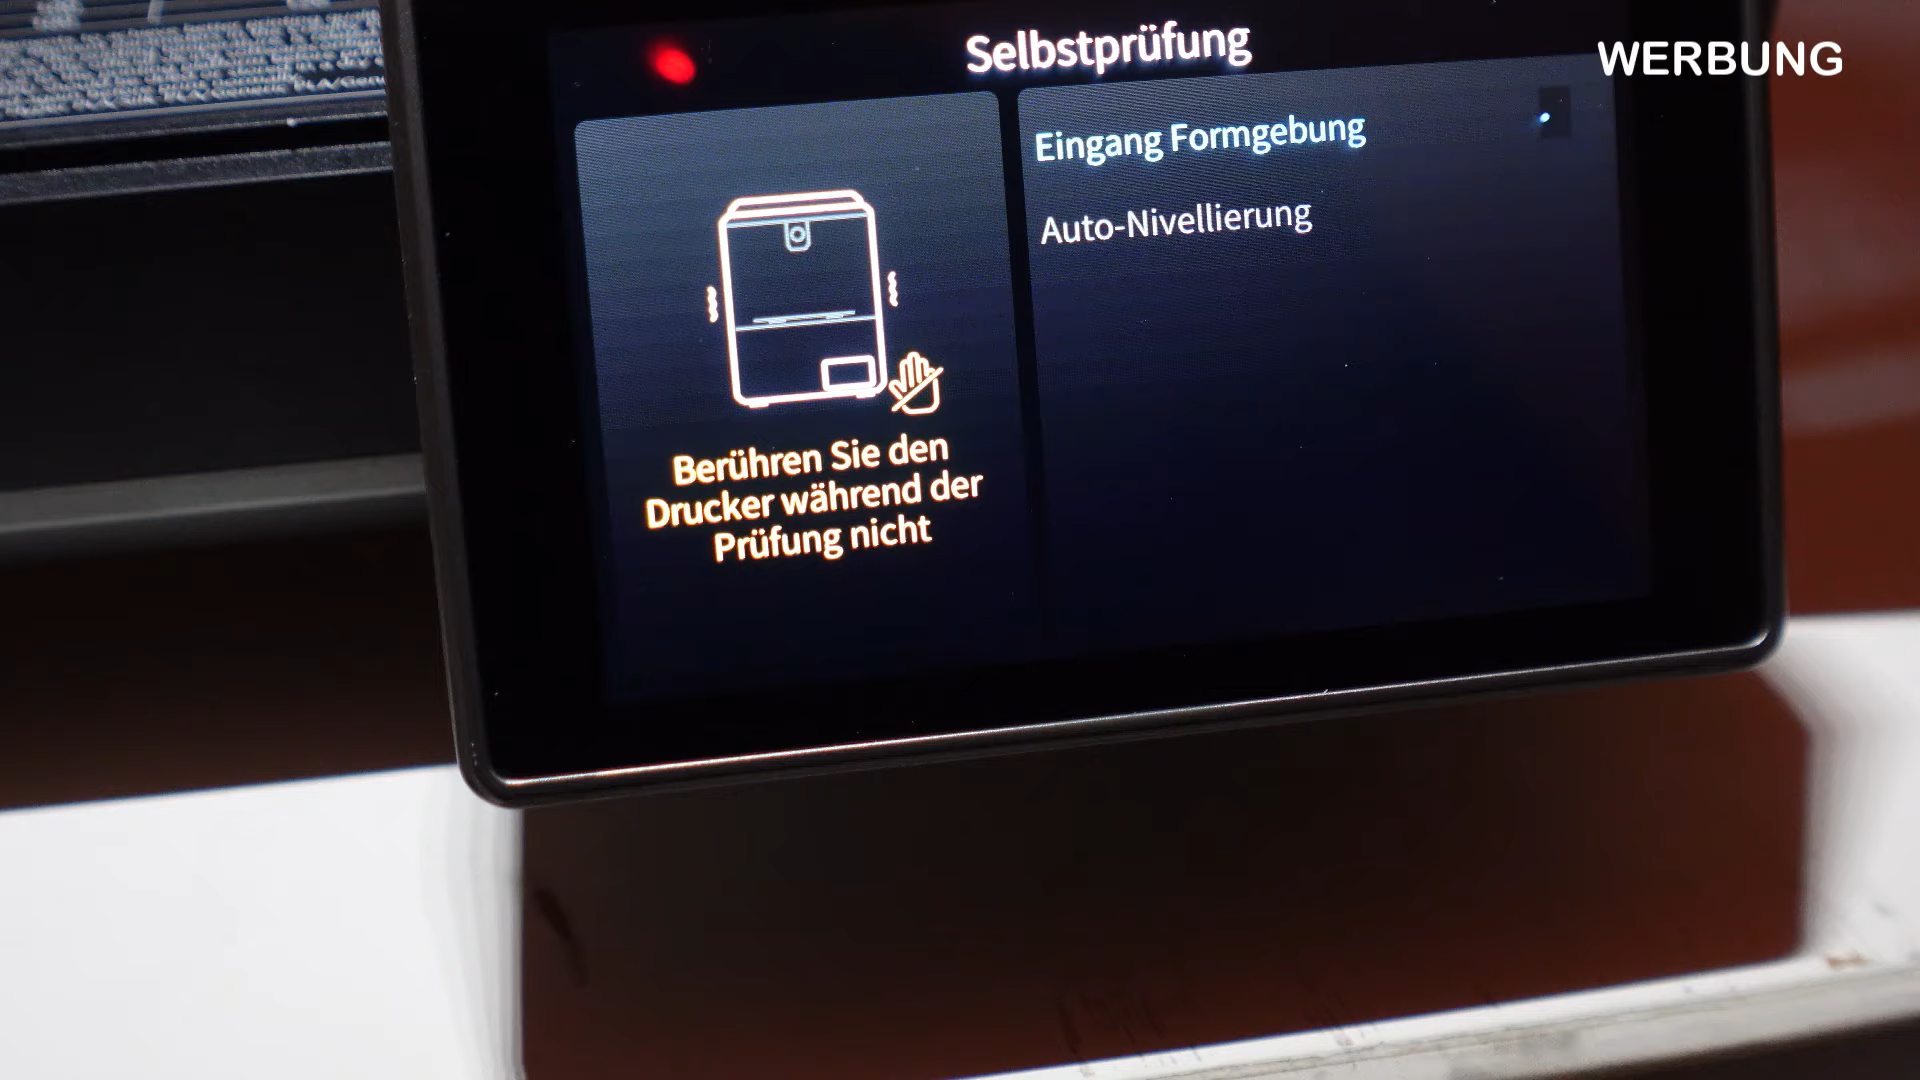 Selbstprüfung
WERBUNG
Eingang Formgebung
Auto-Nivellierung
Berühren Sie den
Drucker während der
Prüfung nicht